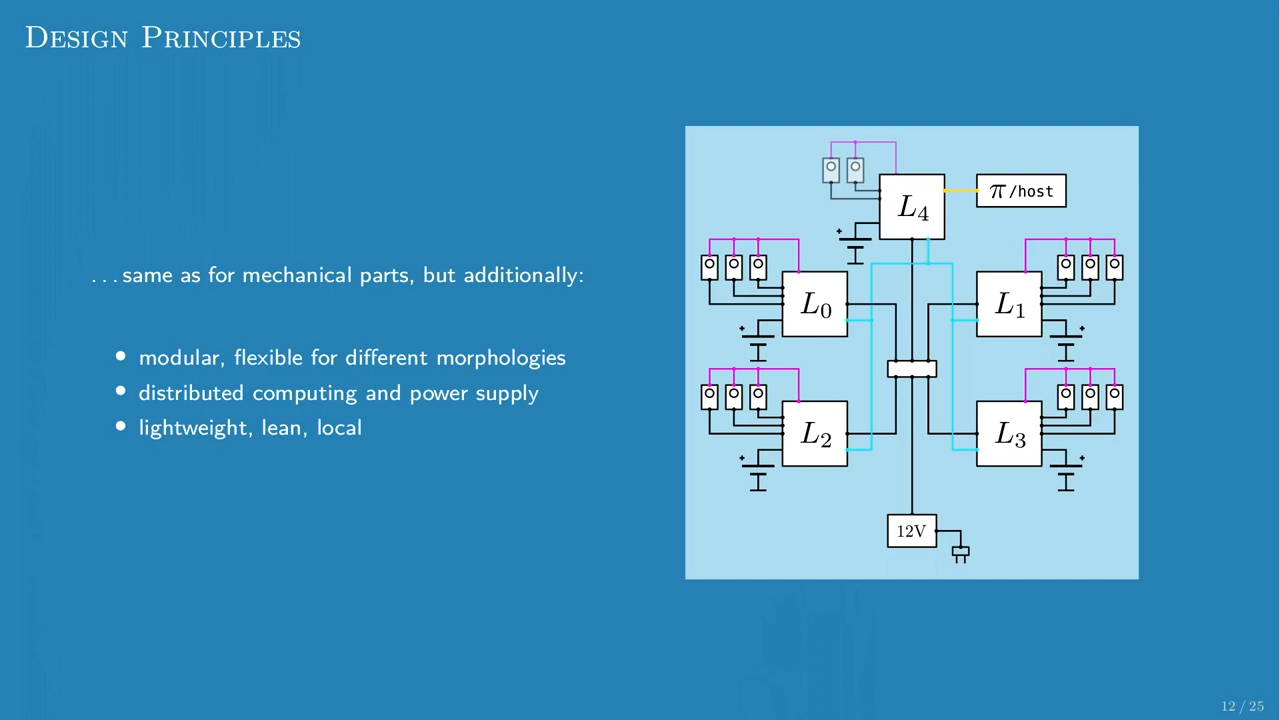 Design Principles
. . . same as for mechanical parts, but additionally:
• modular, flexible for different morphologies
• distributed computing and power supply
• lightweight, lean, local
L4
π/host
+
L0
L1
+
+
L2
L3
+
+
12V
12 / 25